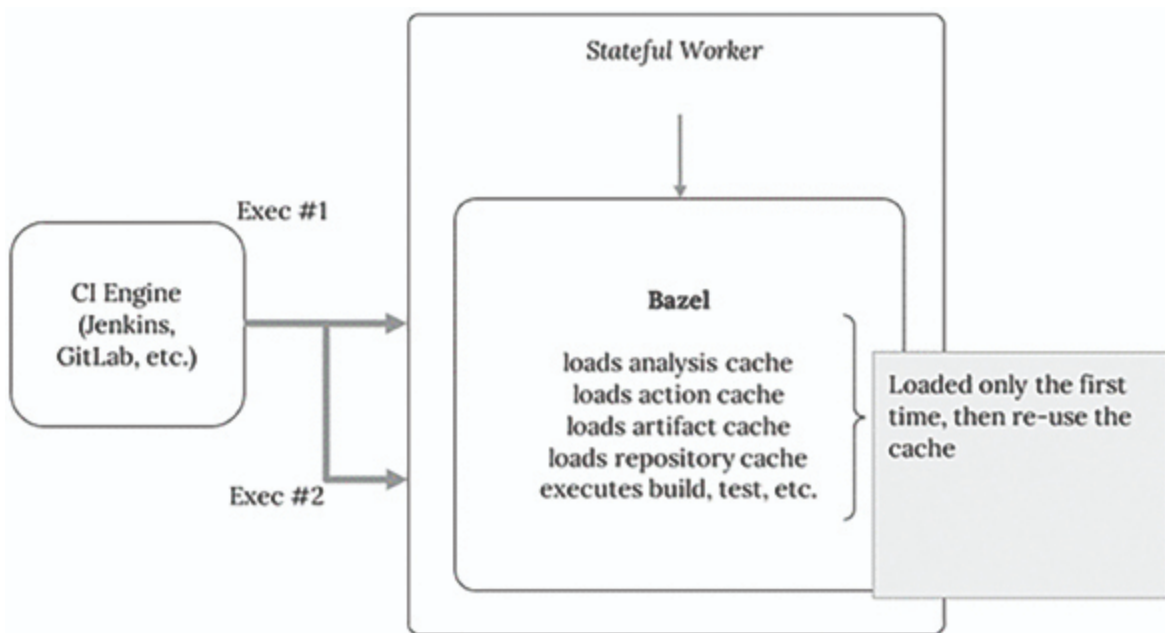 Stateful Worker
Exec #1
CI Engine
(Jenkins,
GitLab, etc.)
Exec #2
Bazel
loads analysis cache
loads action cache
loads artifact cache
loads repository cache
executes build, test, etc.
Loaded only the first
time, then re-use the
cache